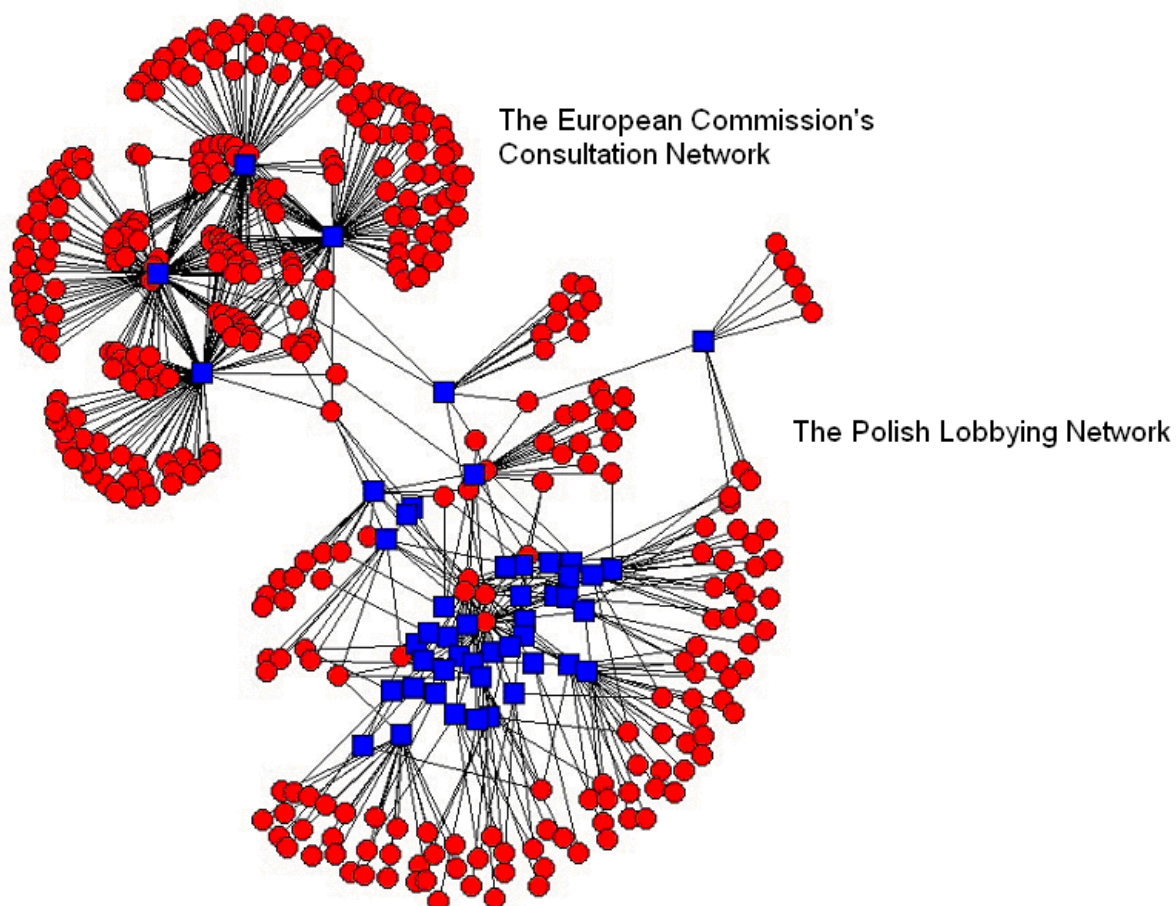 The European Commission's
Consultation Network
The Polish Lobbying Network